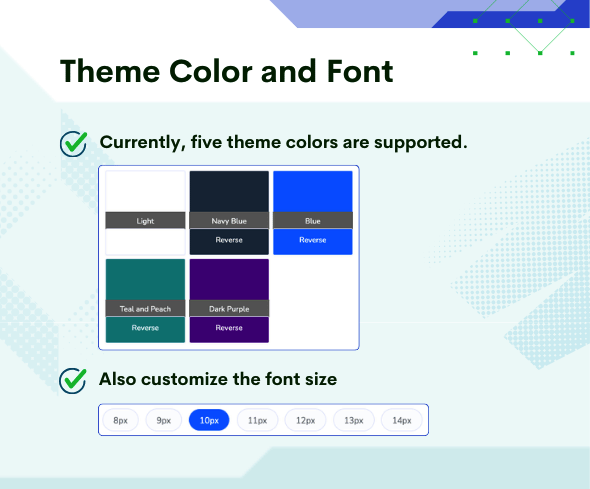 Theme Color and Font
Currently, five theme colors are supported.
Light
Navy Blue
Blue
Reverse
Reverse
Teal and Peach
Dark Purple
Reverse
Reverse
Also customize the font size
8px 9px 10px 11px 12px 13px 14px